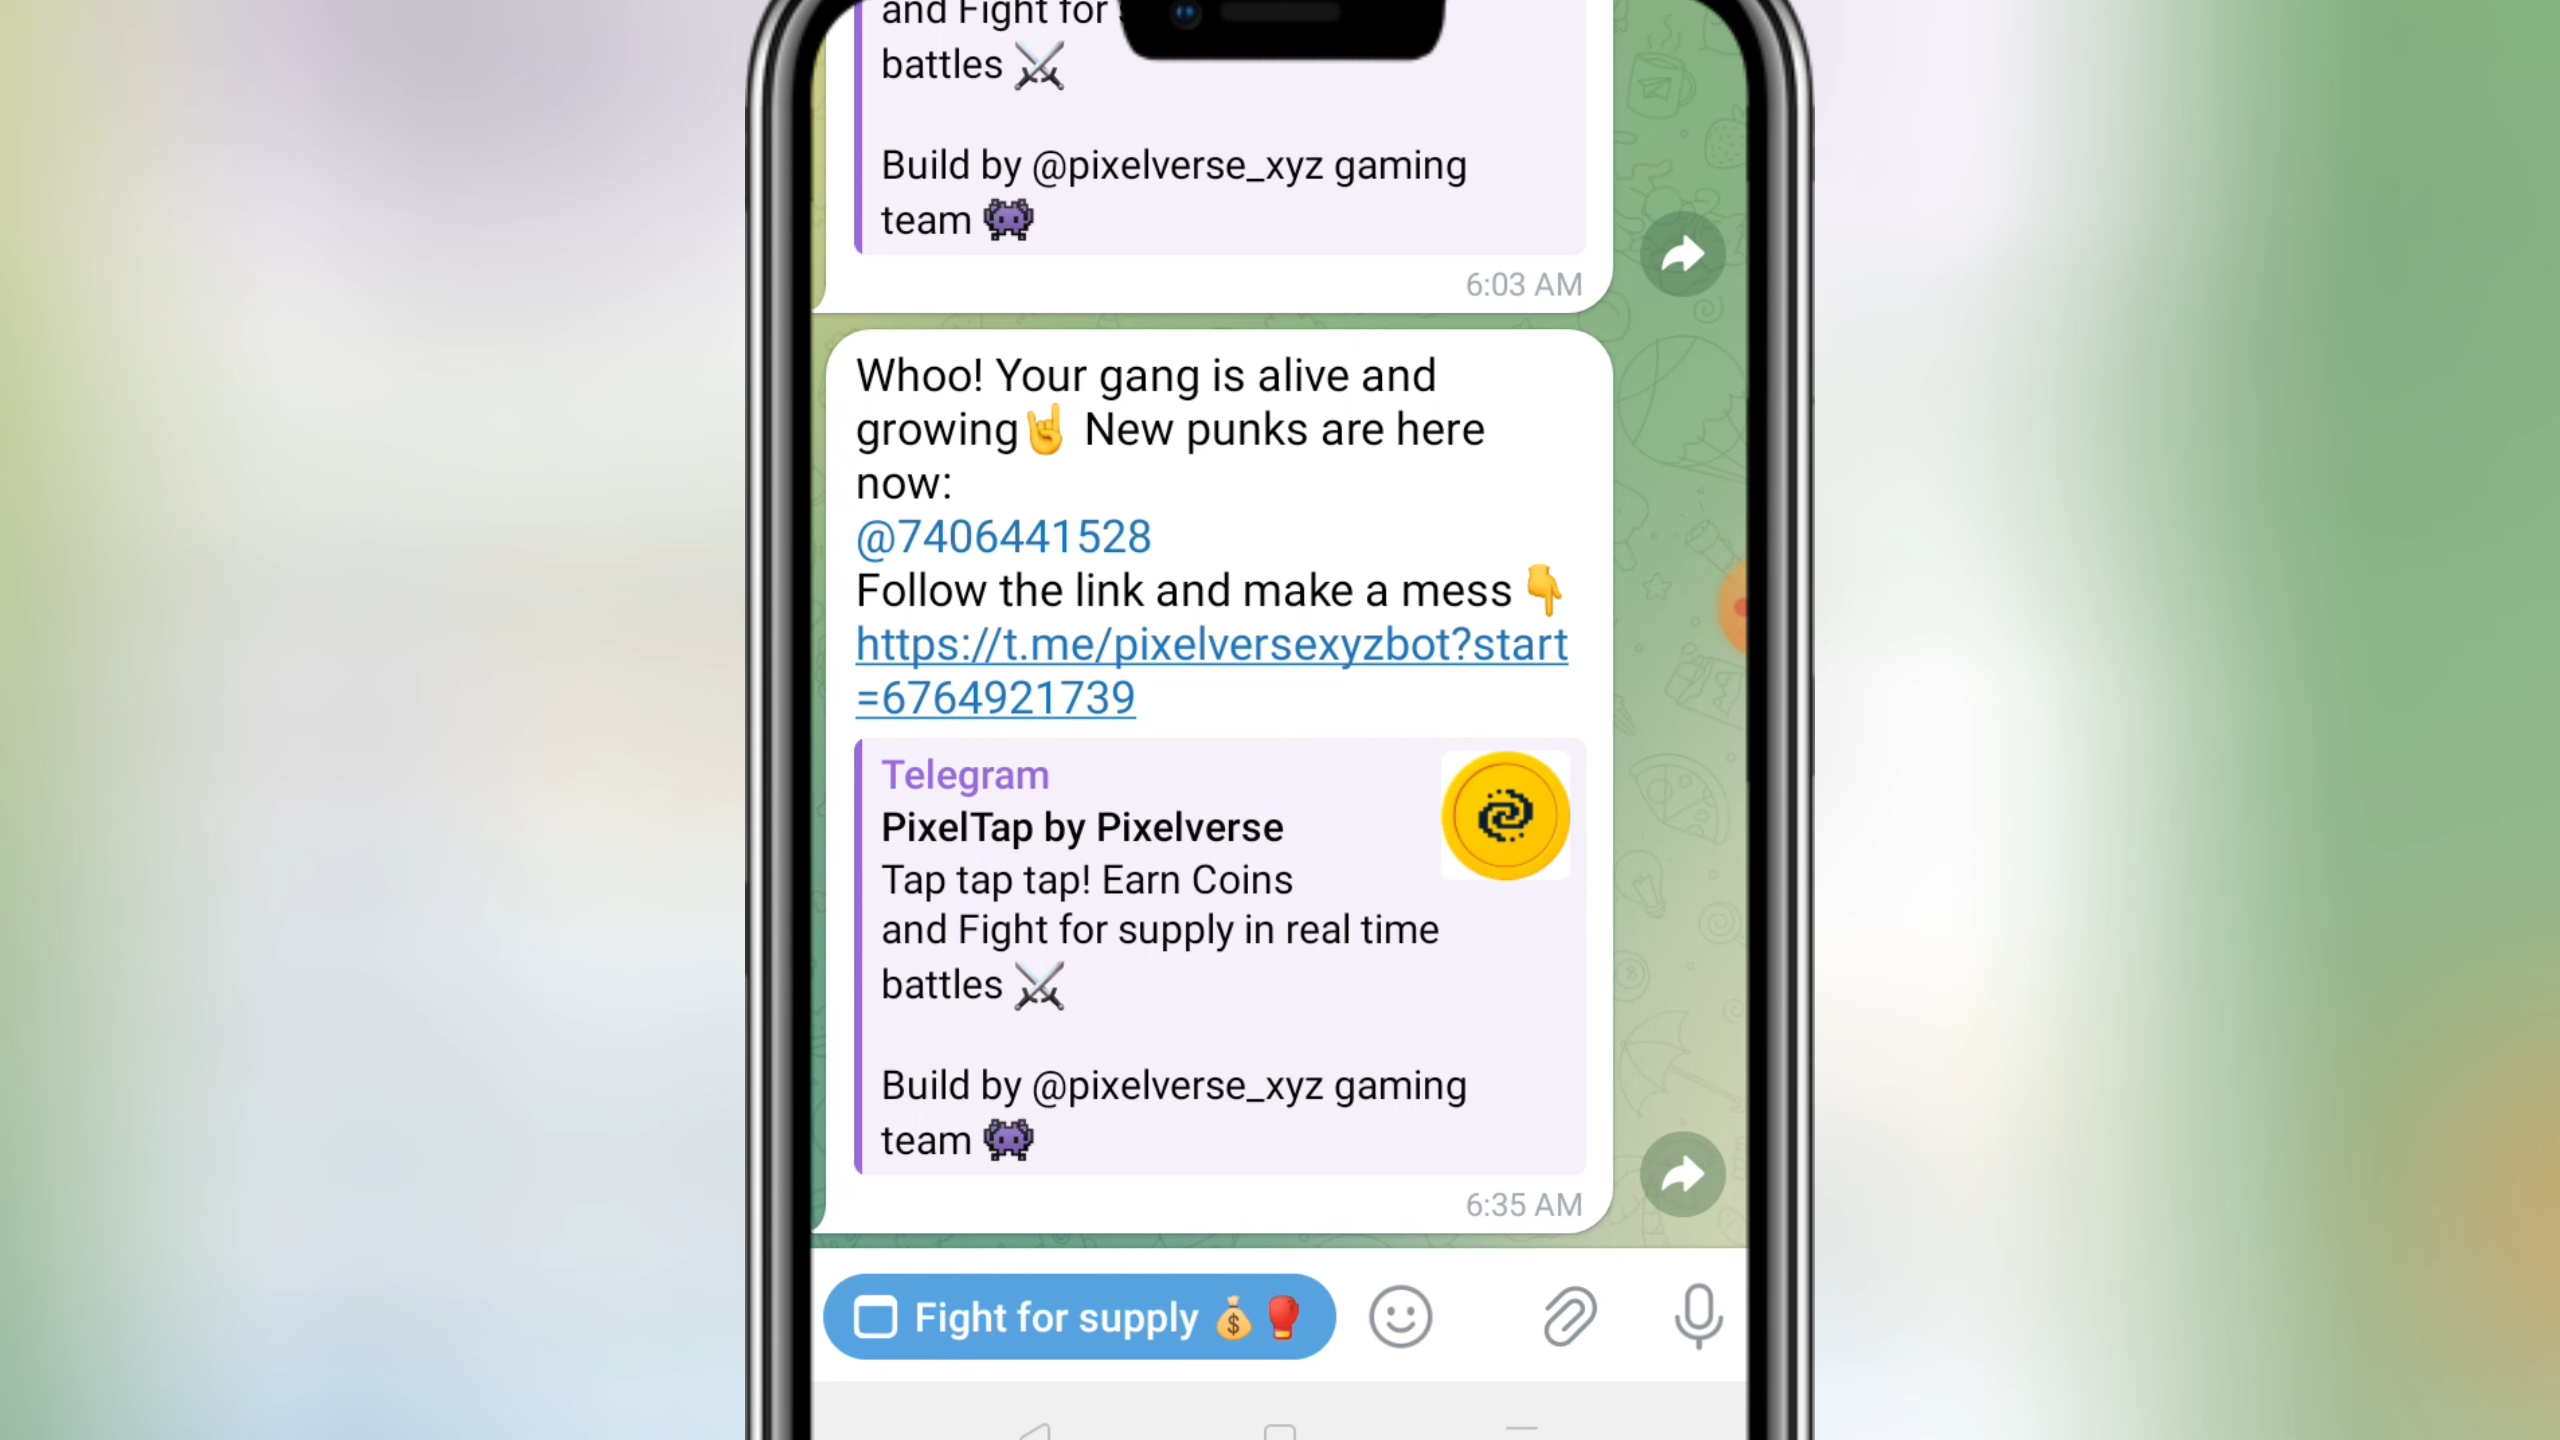 and Fight for
battles ⚔️
Build by @pixelverse_xyz gaming
team 👾
6:03 AM
Whoo! Your gang is alive and
growing🤘 New punks are here
now:
@7406441528
Follow the link and make a mess 👇
https://t.me/pixelversexyzbot?start
=6764921739
Telegram
PixelTap by Pixelverse
Tap tap tap! Earn Coins
and Fight for supply in real time
battles ⚔️
Build by @pixelverse_xyz gaming
team 👾
6:35 AM
Fight for supply 💰🥊